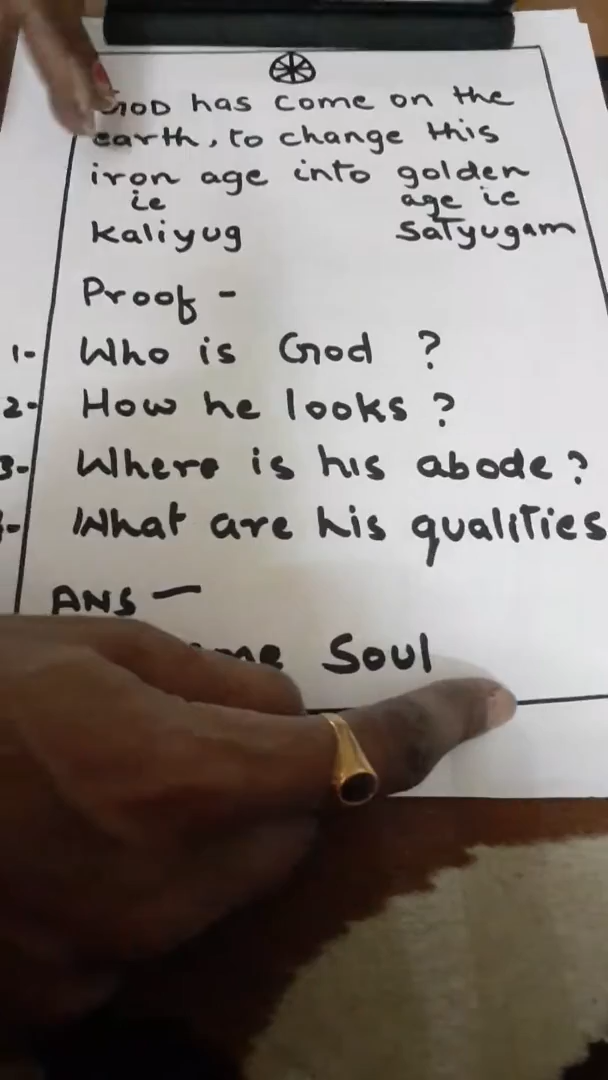 GOD has come on the
earth, to change this
iron age into golden
ie age ie
Kaliyug Satyugam
Proof -
1- Who is God ?
2- How he looks ?
3- Where is his abode ?
What are his qualities
ANS —
Soul